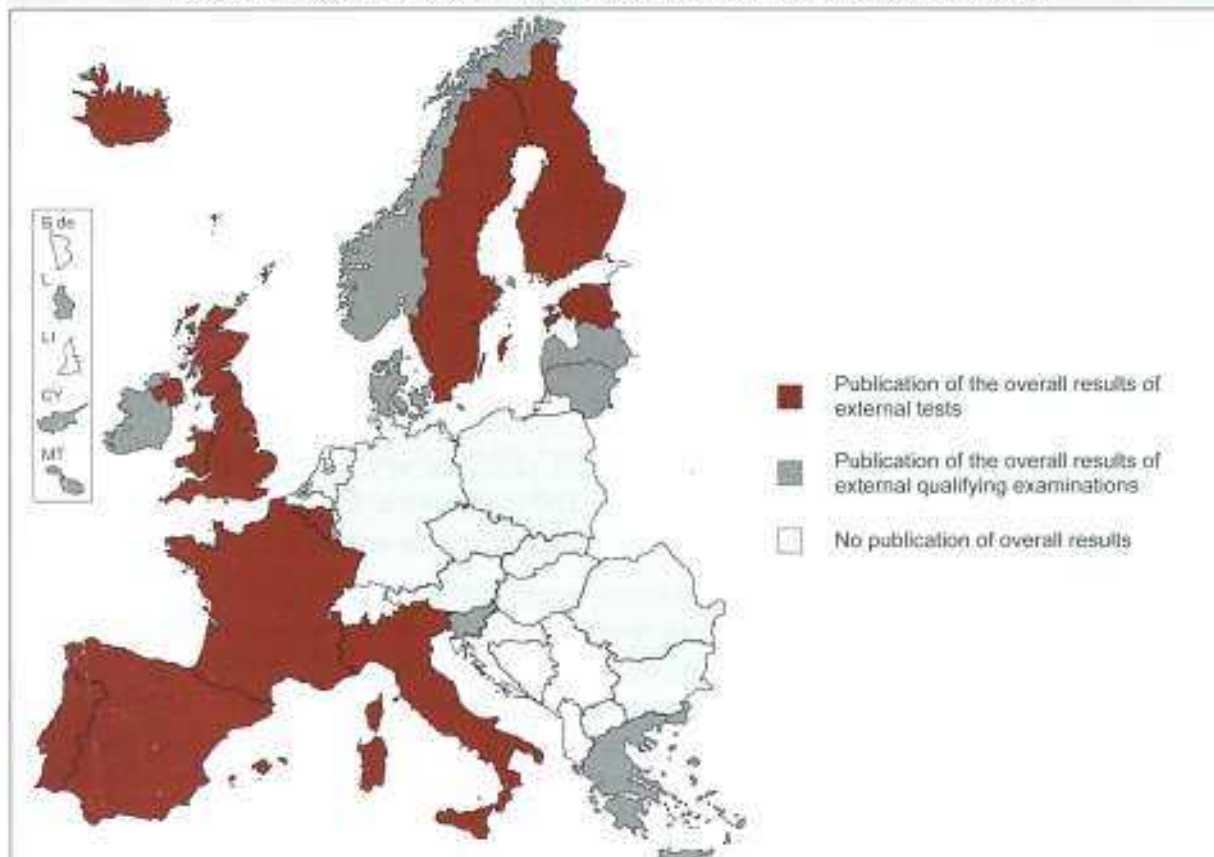 B de
L
LI
CY
MT
Publication of the overall results of
external tests
Publication of the overall results of
external qualifying examinations
No publication of overall results